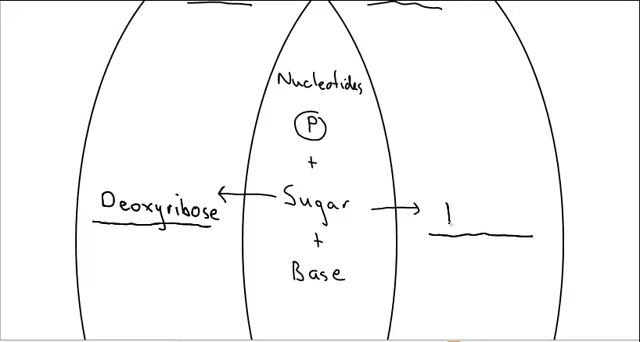 Nucleotides
P
+
Deoxyribose
Sugar
+
Base